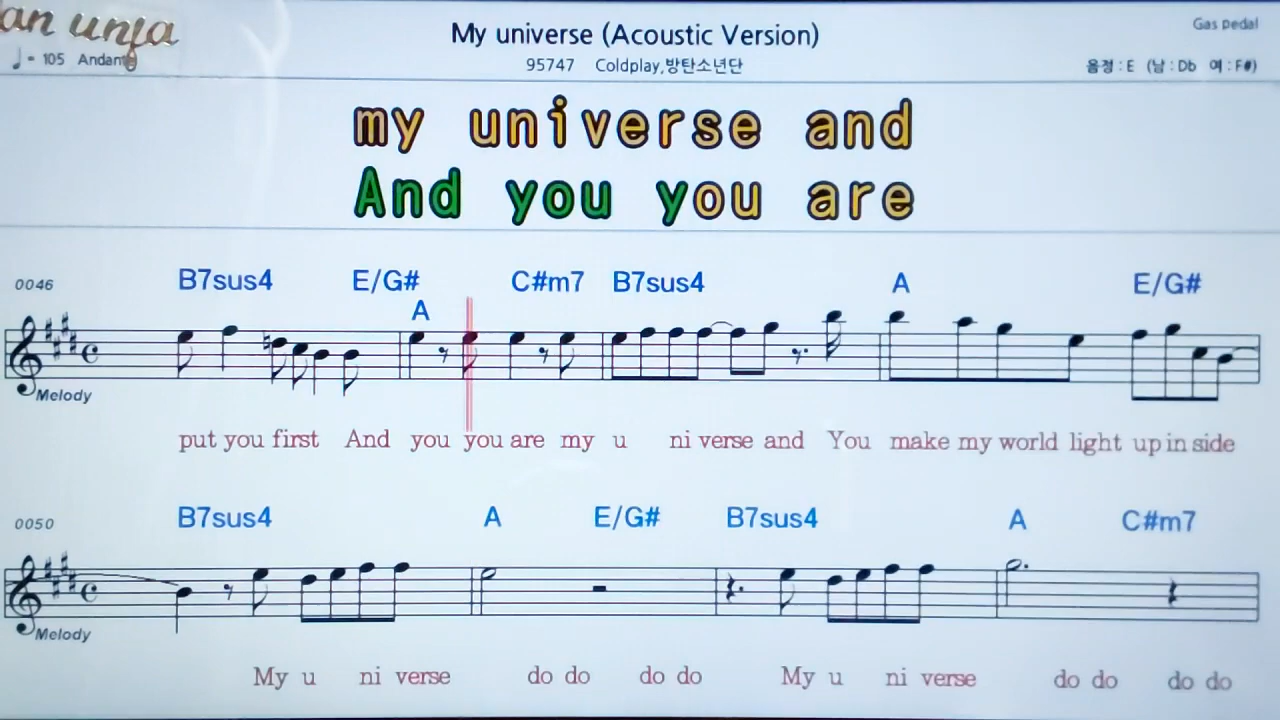 an unja
Gas pedal
My universe (Acoustic Version)
♩ = 105 Andante
95747 Coldplay,방탄소년단
음정 : E (남 : Db 여 : F#)
my universe and
And you you are
0046 B7sus4 E/G# C#m7 B7sus4 A E/G#
A
Melody
put you first And you you are my u ni verse and You make my world light up in side
0050 B7sus4 A E/G# B7sus4 A C#m7
Melody
My u ni verse do do do do My u ni verse do do do do